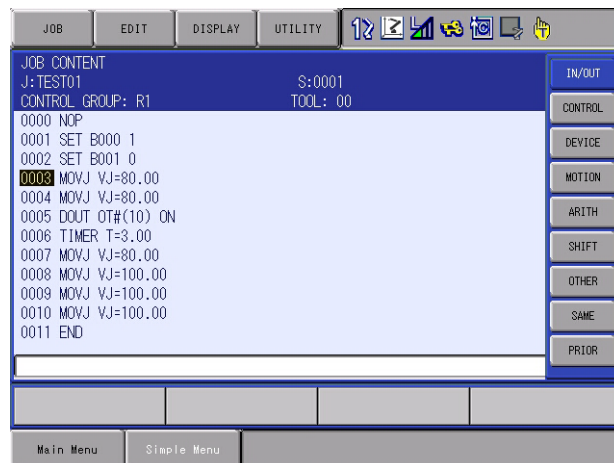 JOB EDIT DISPLAY UTILITY
JOB CONTENT
J:TEST01 S:0001
CONTROL GROUP: R1 TOOL: 00
0000 NOP
0001 SET B000 1
0002 SET B001 0
0003 MOVJ VJ=80.00
0004 MOVJ VJ=80.00
0005 DOUT OT#(10) ON
0006 TIMER T=3.00
0007 MOVJ VJ=80.00
0008 MOVJ VJ=100.00
0009 MOVJ VJ=100.00
0010 MOVJ VJ=100.00
0011 END
IN/OUT
CONTROL
DEVICE
MOTION
ARITH
SHIFT
OTHER
SAME
PRIOR
Main Menu Simple Menu